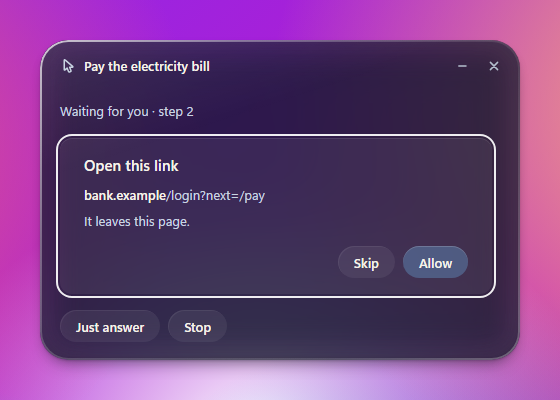 Pay the electricity bill
Waiting for you · step 2
Open this link
bank.example/login?next=/pay
It leaves this page.
Skip Allow
Just answer Stop